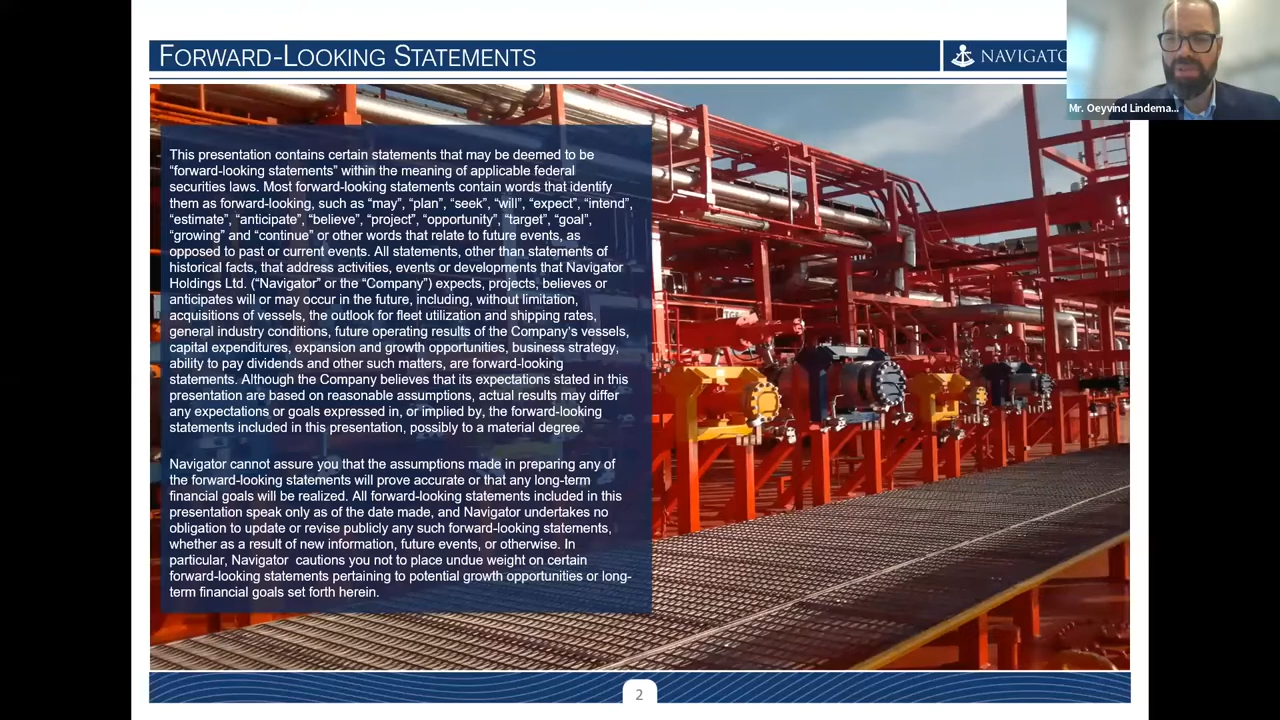 FORWARD-LOOKING STATEMENTS
NAVIGATO
Mr. Oeyvind Lindema...
This presentation contains certain statements that may be deemed to be
“forward-looking statements” within the meaning of applicable federal
securities laws. Most forward-looking statements contain words that identify
them as forward-looking, such as “may”, “plan”, “seek”, “will”, “expect”, “intend”,
“estimate”, “anticipate”, “believe”, “project”, “opportunity”, “target”, “goal”,
“growing” and “continue” or other words that relate to future events, as
opposed to past or current events. All statements, other than statements of
historical facts, that address activities, events or developments that Navigator
Holdings Ltd. (“Navigator” or the “Company”) expects, projects, believes or
anticipates will or may occur in the future, including, without limitation,
acquisitions of vessels, the outlook for fleet utilization and shipping rates,
general industry conditions, future operating results of the Company's vessels,
capital expenditures, expansion and growth opportunities, business strategy,
ability to pay dividends and other such matters, are forward-looking
statements. Although the Company believes that its expectations stated in this
presentation are based on reasonable assumptions, actual results may differ
any expectations or goals expressed in, or implied by, the forward-looking
statements included in this presentation, possibly to a material degree.
Navigator cannot assure you that the assumptions made in preparing any of
the forward-looking statements will prove accurate or that any long-term
financial goals will be realized. All forward-looking statements included in this
presentation speak only as of the date made, and Navigator undertakes no
obligation to update or revise publicly any such forward-looking statements,
whether as a result of new information, future events, or otherwise. In
particular, Navigator cautions you not to place undue weight on certain
forward-looking statements pertaining to potential growth opportunities or long-
term financial goals set forth herein.
2